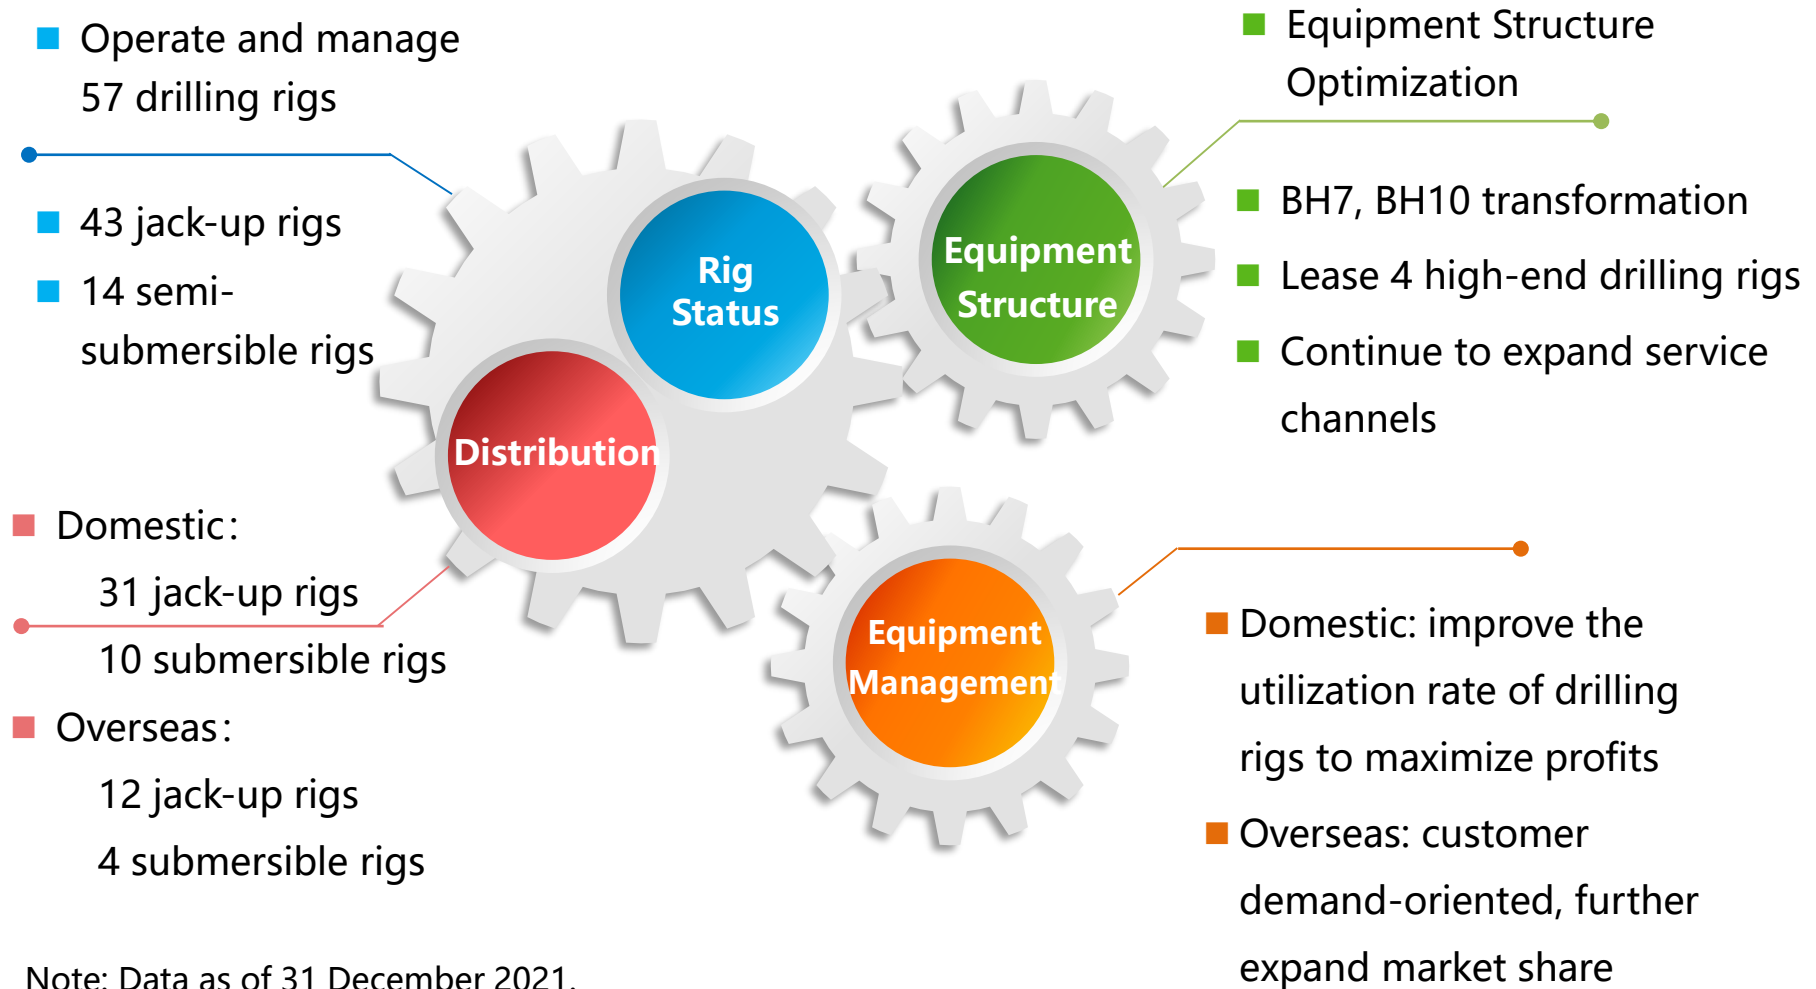 Operate and manage
57 drilling rigs
43 jack-up rigs
14 semi-
submersible rigs
Rig
Status
Distribution
Domestic：
31 jack-up rigs
10 submersible rigs
Overseas：
12 jack-up rigs
4 submersible rigs
Note: Data as of 31 December 2021.
Equipment Structure
Optimization
Equipment
Structure
BH7, BH10 transformation
Lease 4 high-end drilling rigs
Continue to expand service
channels
Equipment
Management
Domestic: improve the
utilization rate of drilling
rigs to maximize profits
Overseas: customer
demand-oriented, further
expand market share